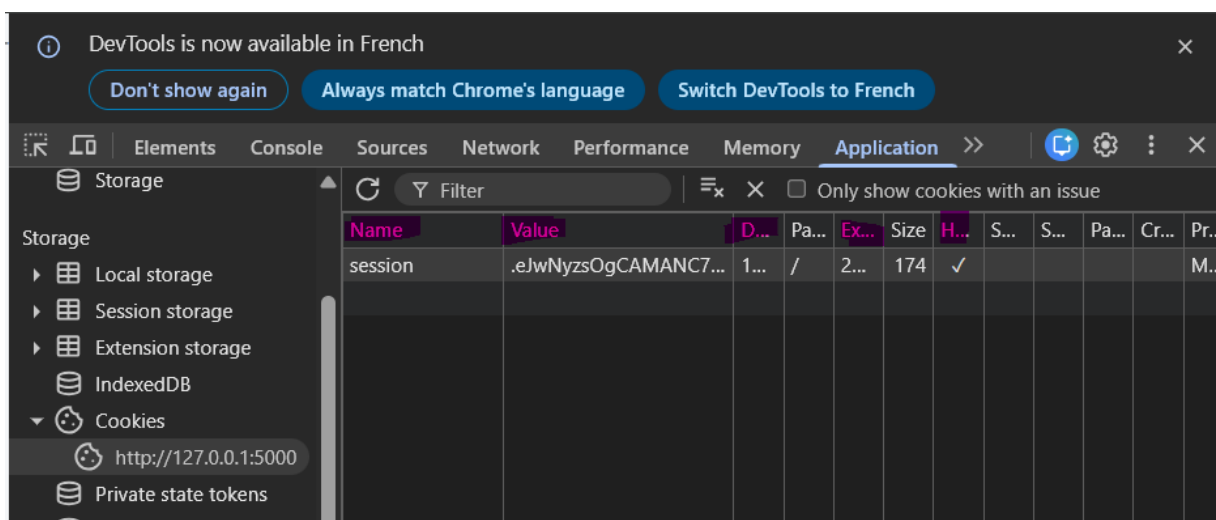 DevTools is now available in French
Don't show again Always match Chrome's language Switch DevTools to French
Elements Console Sources Network Performance Memory Application
Storage Filter Only show cookies with an issue
Name Value D... Pa... Ex... Size H... S... S... Pa... Cr... Pr..
Storage
session .eJwNyzsOgCAMANC7... 1... / 2... 174 ✓ M..
Local storage
Session storage
Extension storage
IndexedDB
Cookies
http://127.0.0.1:5000
Private state tokens